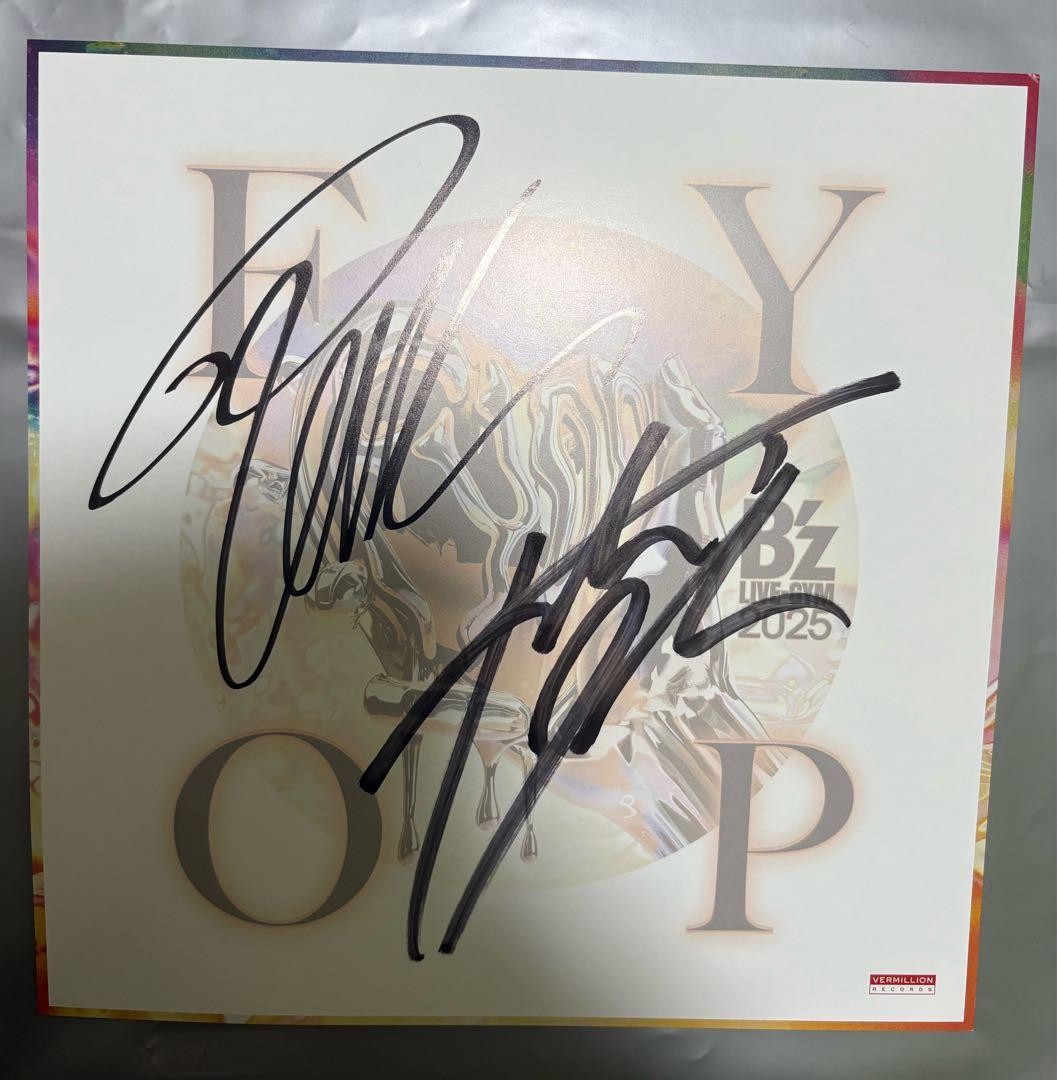 E Y
B'z
LIVE-GYM
2025
O P
VERMILLION
RECORDS